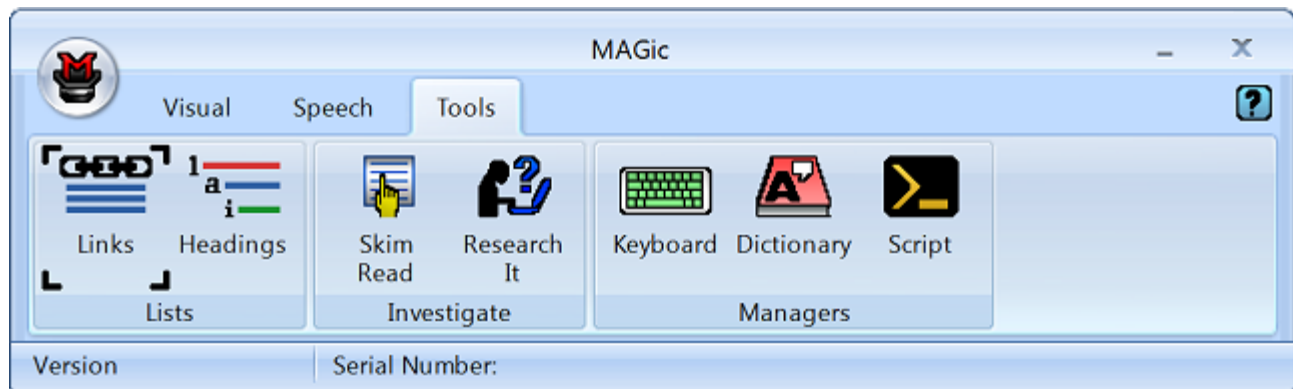 MAGic
Visual Speech Tools
Links Headings Skim Read Research It Keyboard Dictionary Script
Lists Investigate Managers
Version Serial Number: